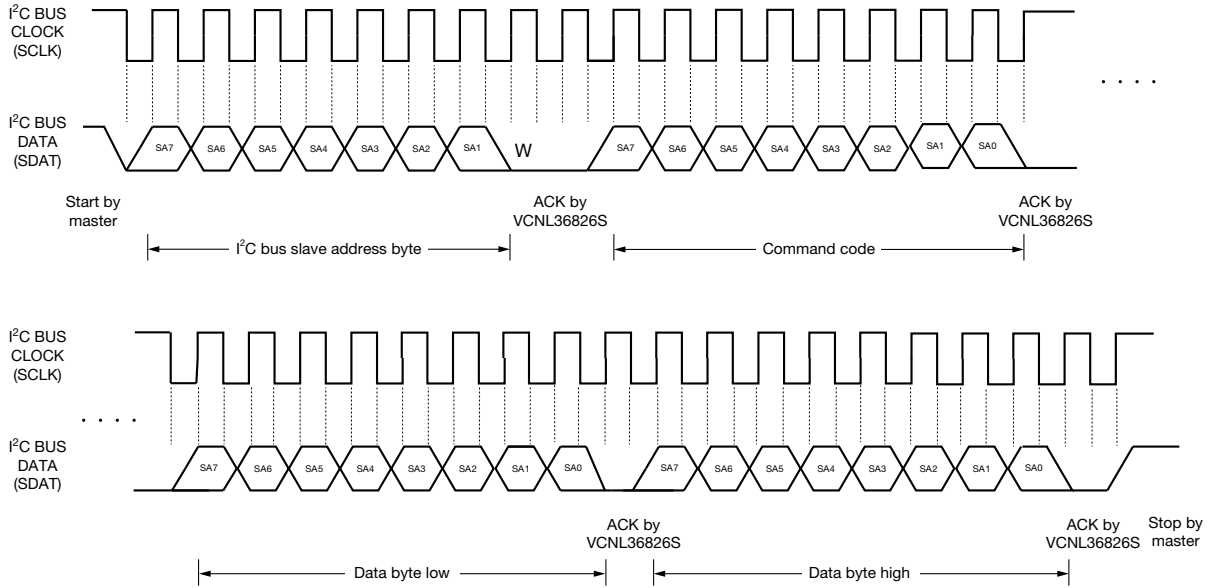 I²C BUS
CLOCK
(SCLK)
. . . .
I²C BUS
DATA
(SDAT)
SA7 SA6 SA5 SA4 SA3 SA2 SA1 W SA7 SA6 SA5 SA4 SA3 SA2 SA1 SA0
Start by
master
ACK by
VCNL36826S
ACK by
VCNL36826S
I²C bus slave address byte
Command code
I²C BUS
CLOCK
(SCLK)
. . . .
I²C BUS
DATA
(SDAT)
SA7 SA6 SA5 SA4 SA3 SA2 SA1 SA0 SA7 SA6 SA5 SA4 SA3 SA2 SA1 SA0
ACK by
VCNL36826S
ACK by
VCNL36826S
Stop by
master
Data byte low
Data byte high